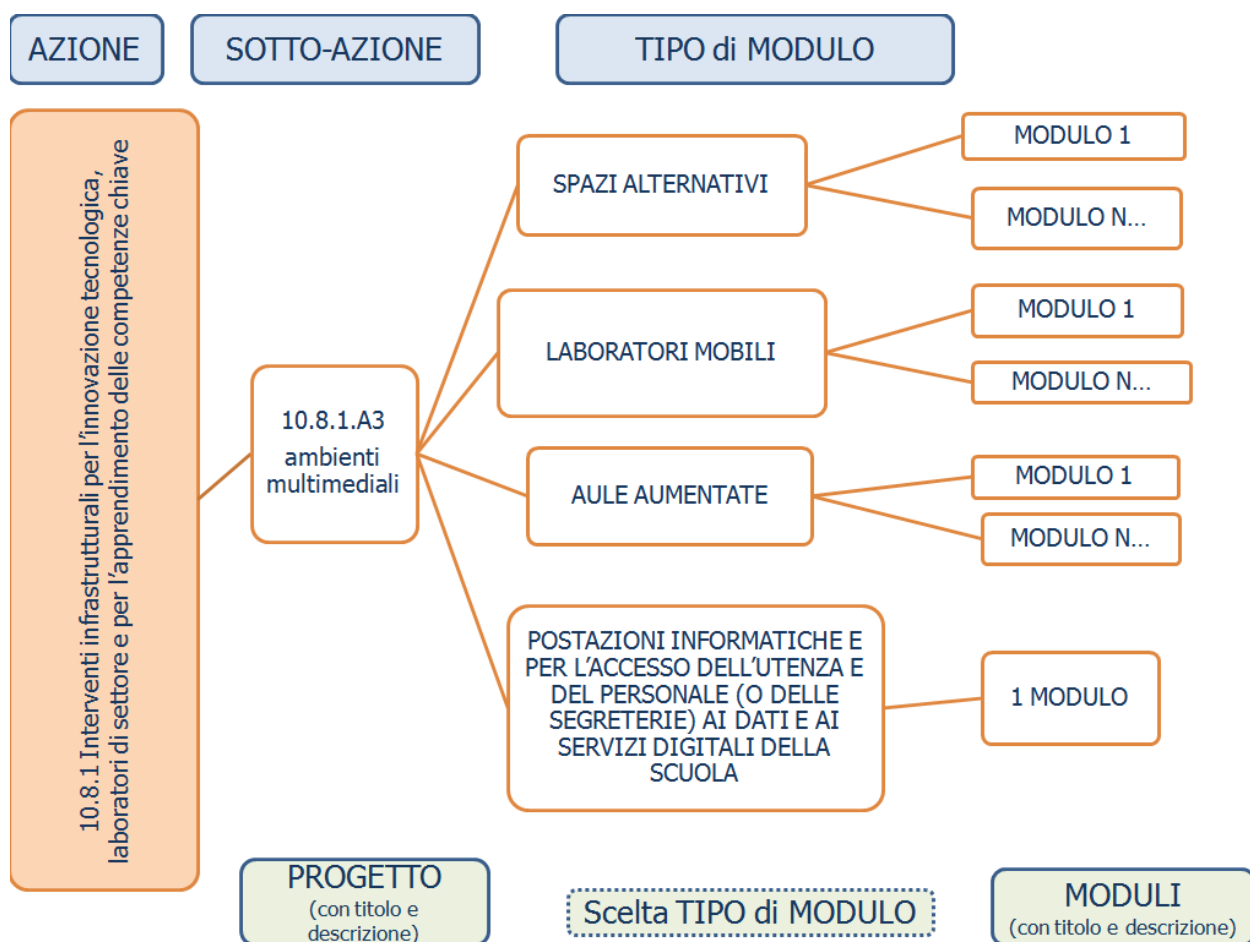 AZIONE
SOTTO-AZIONE
TIPO di MODULO
10.8.1 Interventi infrastrutturali per l'innovazione tecnologica,
laboratori di settore e per l'apprendimento delle competenze chiave
10.8.1.A3
ambienti
multimediali
SPAZI ALTERNATIVI
MODULO 1
MODULO N...
LABORATORI MOBILI
MODULO 1
MODULO N...
AULE AUMENTATE
MODULO 1
MODULO N...
POSTAZIONI INFORMATICHE E
PER L'ACCESSO DELL'UTENZA E
DEL PERSONALE (O DELLE
SEGRETERIE) AI DATI E AI
SERVIZI DIGITALI DELLA
SCUOLA
1 MODULO
PROGETTO
(con titolo e
descrizione)
Scelta TIPO di MODULO
MODULI
(con titolo e descrizione)